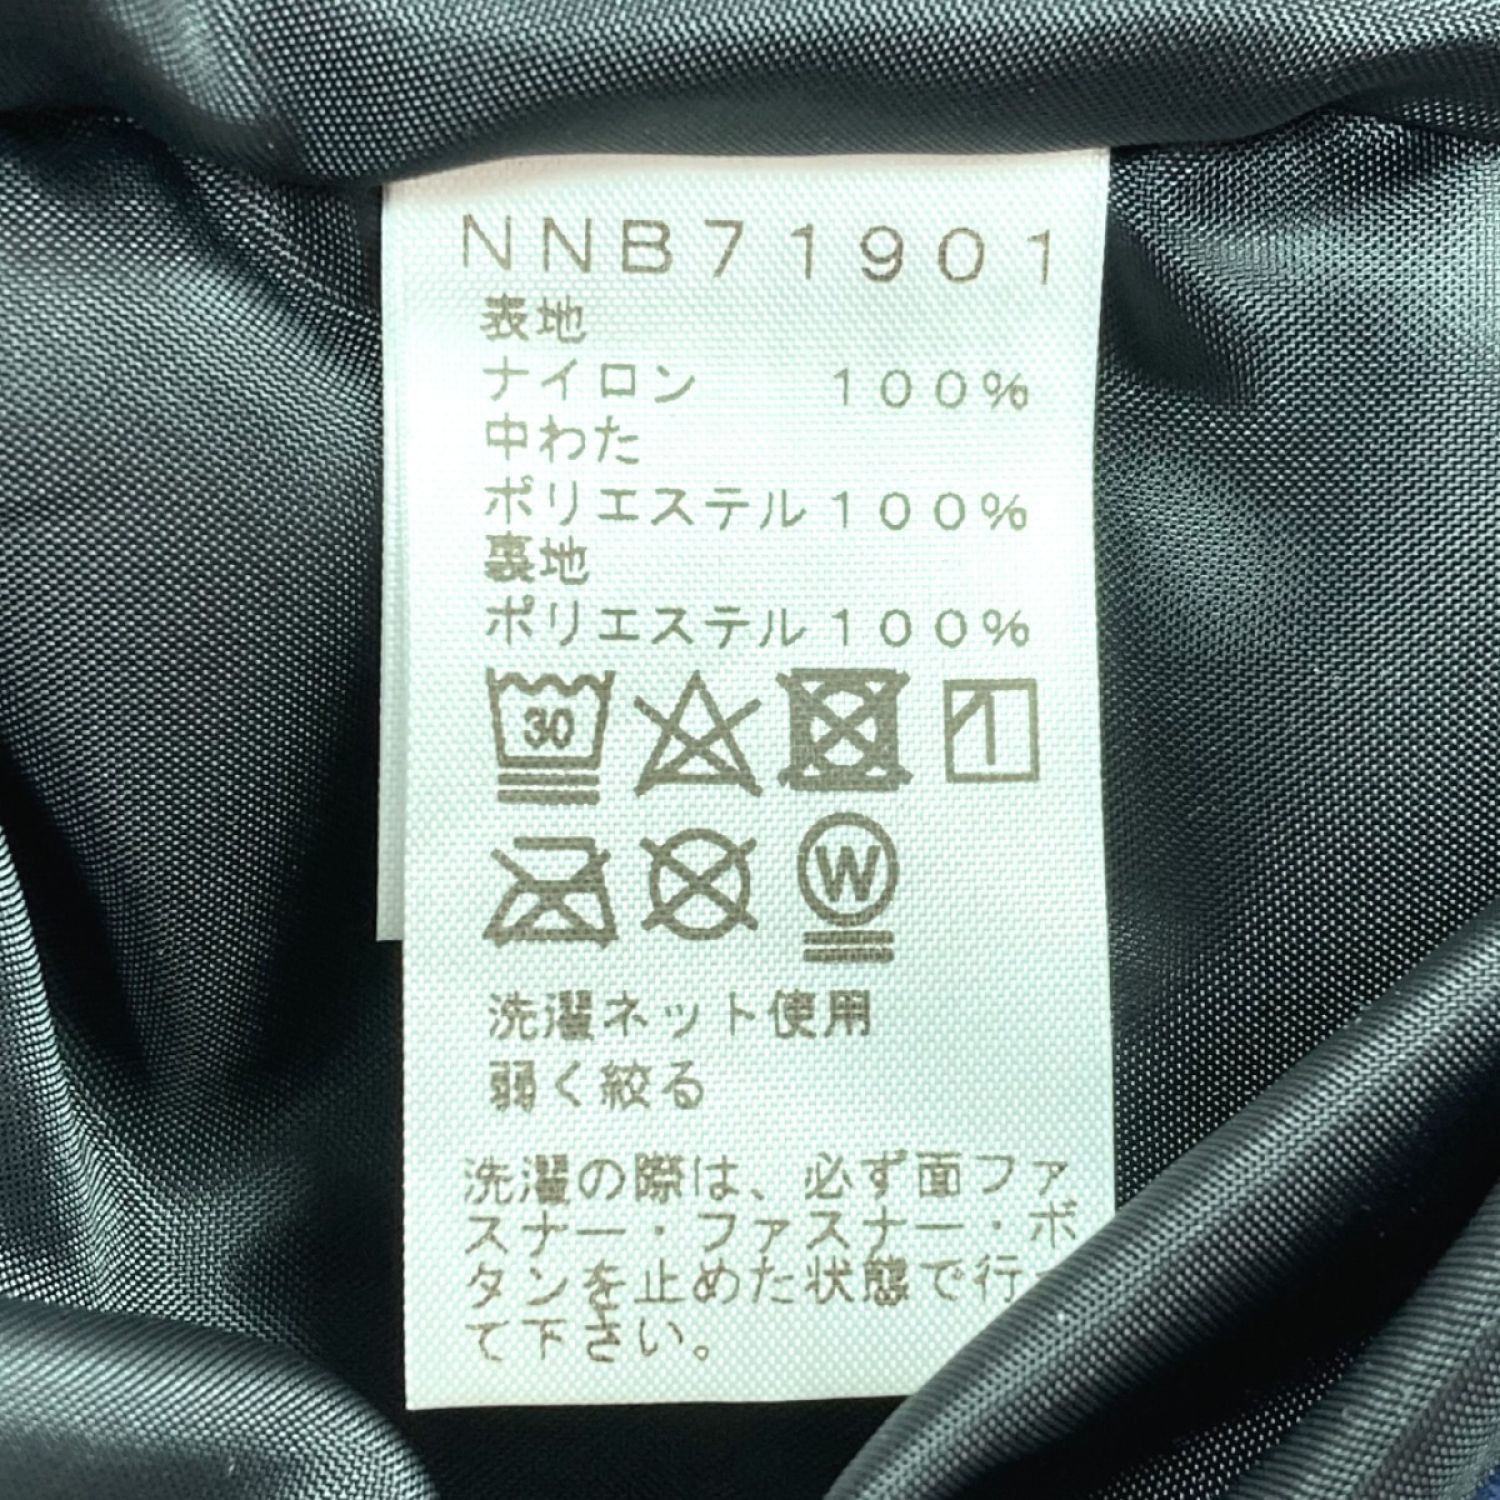 NNB71901
表地
ナイロン 100%
中わた
ポリエステル100%
裏地
ポリエステル100%
30
W
洗濯ネット使用
弱く絞る
洗濯の際は、必ず面ファ
スナー・ファスナー・ボ
タンを止めた状態で行っ
て下さい。